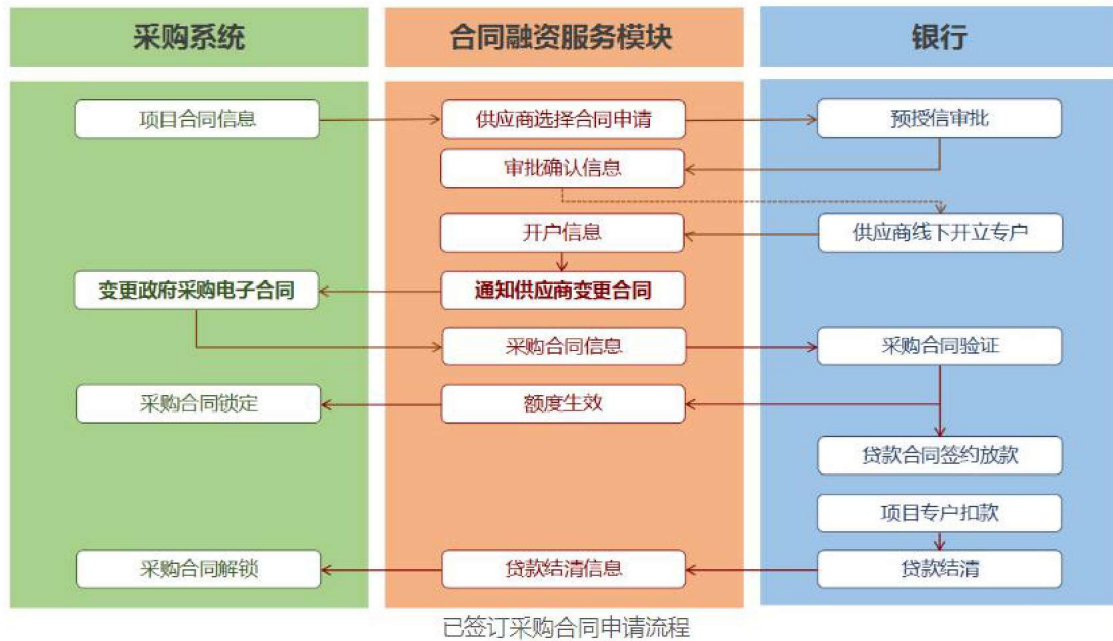 采购系统
合同融资服务模块
银行
项目合同信息
供应商选择合同申请
预授信审批
审批确认信息
开户信息
供应商线下开立专户
变更政府采购电子合同
通知供应商变更合同
采购合同信息
采购合同验证
采购合同锁定
额度生效
贷款合同签约放款
项目专户扣款
采购合同解锁
贷款结清信息
贷款结清
已签订采购合同申请流程